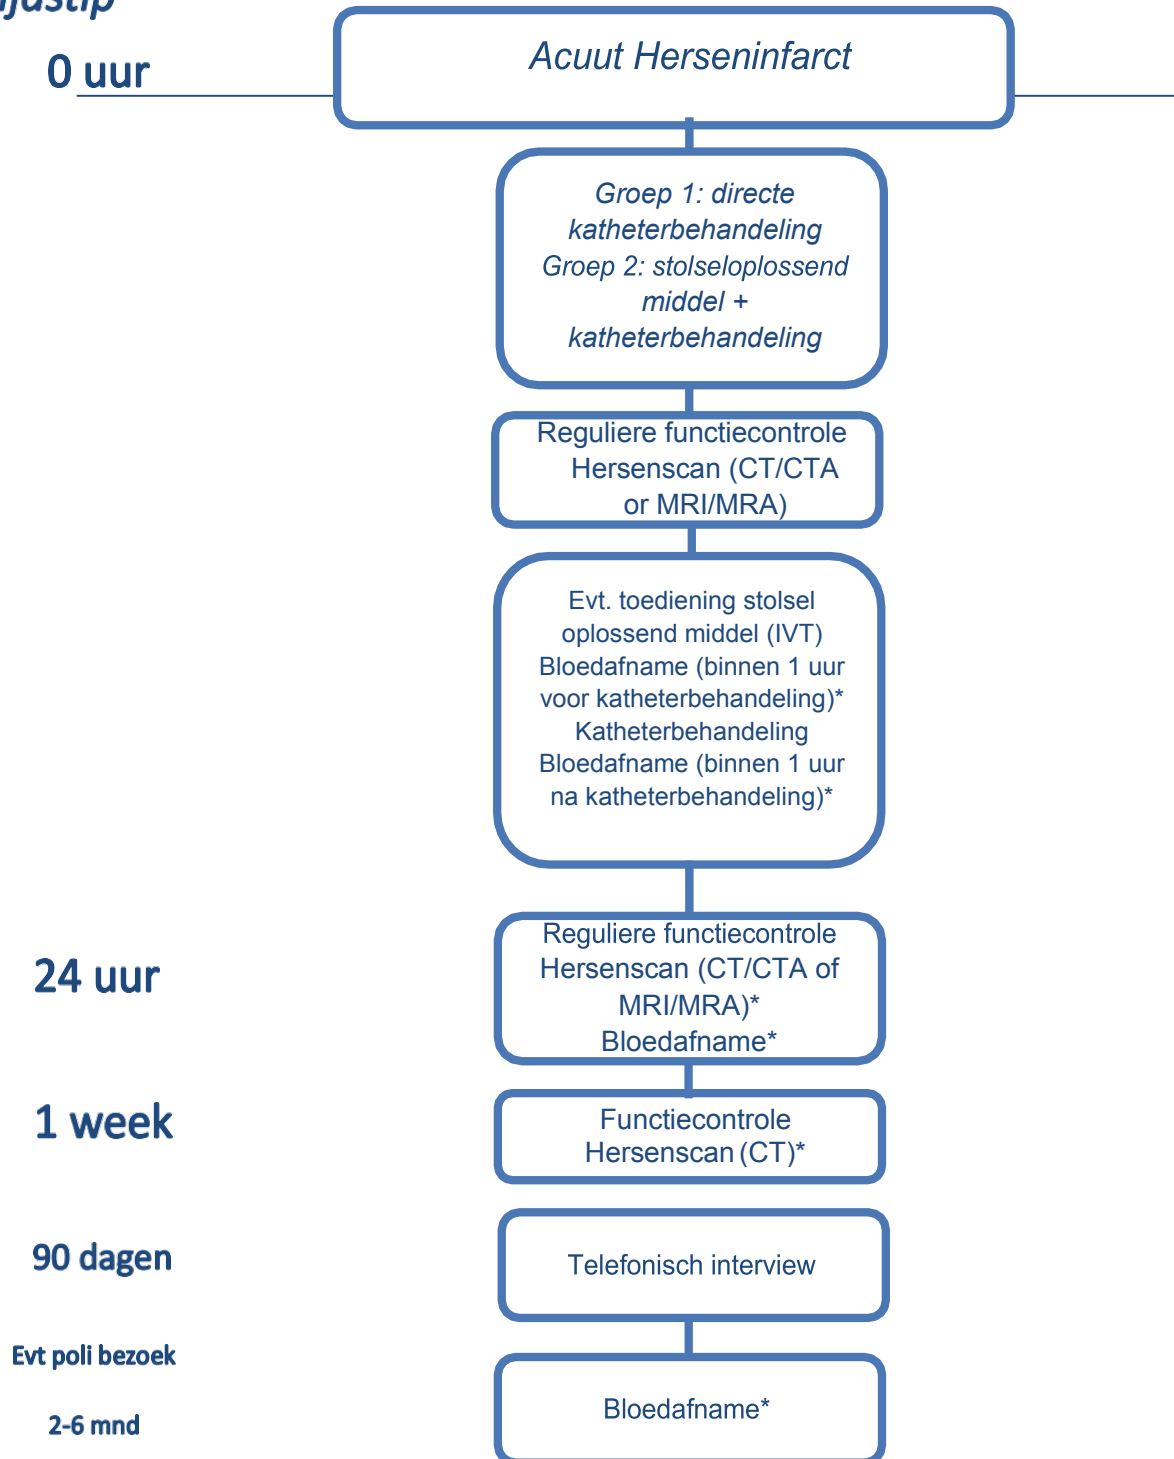 0 uur
Acuut Herseninfarct
Groep 1: directe
katheterbehandeling
Groep 2: stolseloplossend
middel +
katheterbehandeling
Reguliere functiecontrole
Hersenscan (CT/CTA
or MRI/MRA)
Evt. toediening stolsel
oplossend middel (IVT)
Bloedafname (binnen 1 uur
voor katheterbehandeling)*
Katheterbehandeling
Bloedafname (binnen 1 uur
na katheterbehandeling)*
24 uur
Reguliere functiecontrole
Hersenscan (CT/CTA of
MRI/MRA)*
Bloedafname*
1 week
Functiecontrole
Hersenscan (CT)*
90 dagen
Telefonisch interview
Evt poli bezoek
2-6 mnd
Bloedafname*